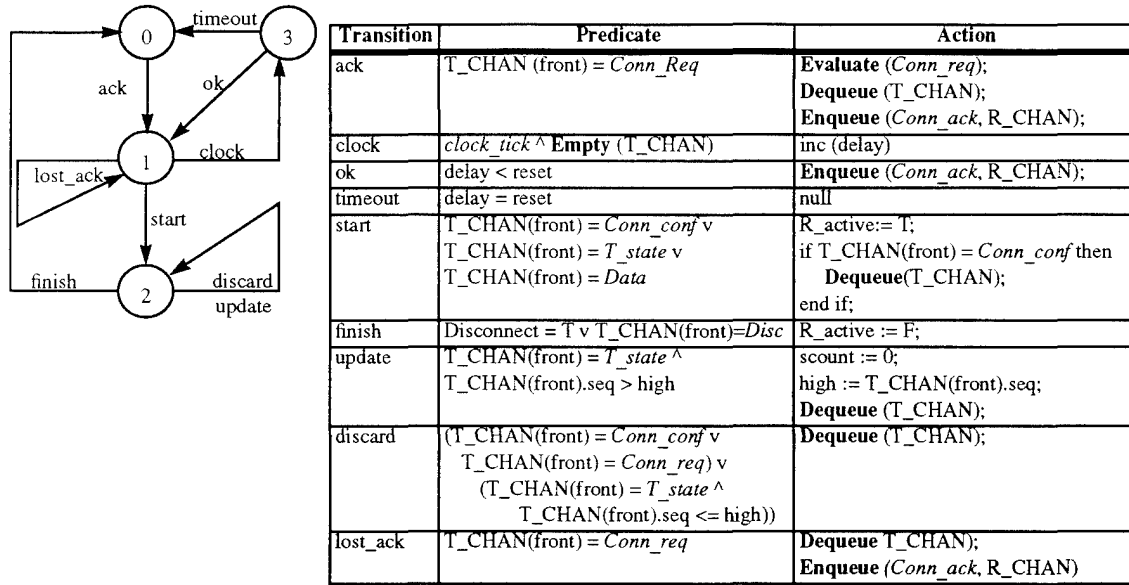 timeout
0
3
ack
ok
1
clock
lost_ack
start
finish
2
discard
update
Transition Predicate Action
ack T_CHAN (front) = Conn_Req Evaluate (Conn_req);
Dequeue (T_CHAN);
Enqueue (Conn_ack, R_CHAN);
clock clock_tick ^ Empty (T_CHAN) inc (delay)
ok delay < reset Enqueue (Conn_ack, R_CHAN);
timeout delay = reset null
start T_CHAN(front) = Conn_conf v R_active:= T;
T_CHAN(front) = T_state v if T_CHAN(front) = Conn_conf then
T_CHAN(front) = Data Dequeue(T_CHAN);
end if;
finish Disconnect = T v T_CHAN(front)=Disc R_active := F;
update T_CHAN(front) = T_state ^ scount := 0;
T_CHAN(front).seq > high high := T_CHAN(front).seq;
Dequeue (T_CHAN);
discard (T_CHAN(front) = Conn_conf v Dequeue (T_CHAN);
T_CHAN(front) = Conn_req) v
(T_CHAN(front) = T_state ^
T_CHAN(front).seq <= high))
lost_ack T_CHAN(front) = Conn_req Dequeue T_CHAN);
Enqueue (Conn_ack, R_CHAN)